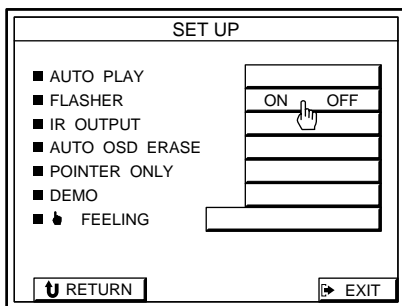 SET UP
AUTO PLAY
FLASHER ON OFF
IR OUTPUT
AUTO OSD ERASE
POINTER ONLY
DEMO
FEELING
RETURN EXIT